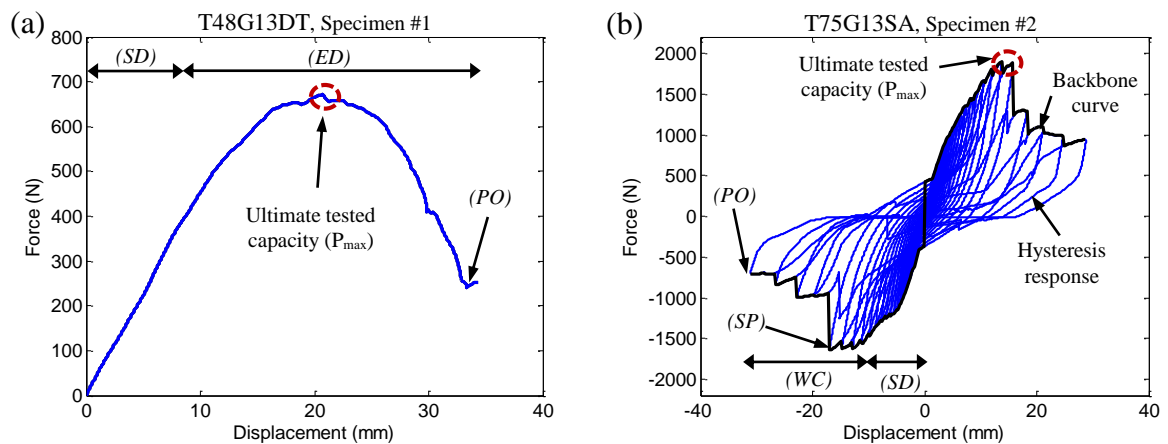 (a)
T48G13DT, Specimen #1
800
700
600
500
400
300
200
100
0
Force (N)
(SD)
(ED)
Ultimate tested
capacity (Pmax)
(PO)
0
10
20
30
40
Displacement (mm)
(b)
T75G13SA, Specimen #2
2000
1500
1000
500
0
-500
-1000
-1500
-2000
Force (N)
Ultimate tested
capacity (Pmax)
Backbone
curve
(PO)
Hysteresis
response
(SP)
(WC)
(SD)
-40
-20
0
20
40
Displacement (mm)